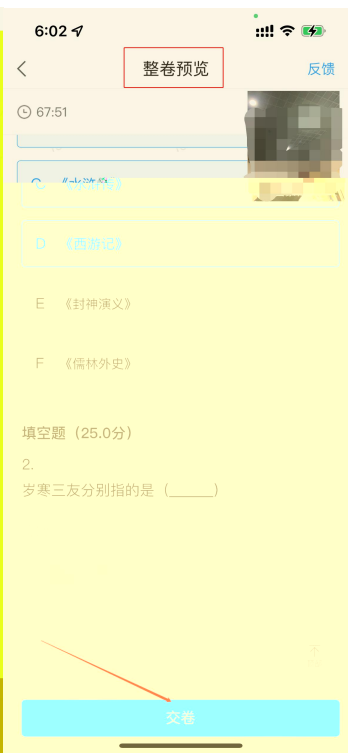 6:02
整卷预览
反馈
67:51
C 《水浒传》
D 《西游记》
E 《封神演义》
F 《儒林外史》
填空题（25.0分）
2.
岁寒三友分别指的是（______）
交卷